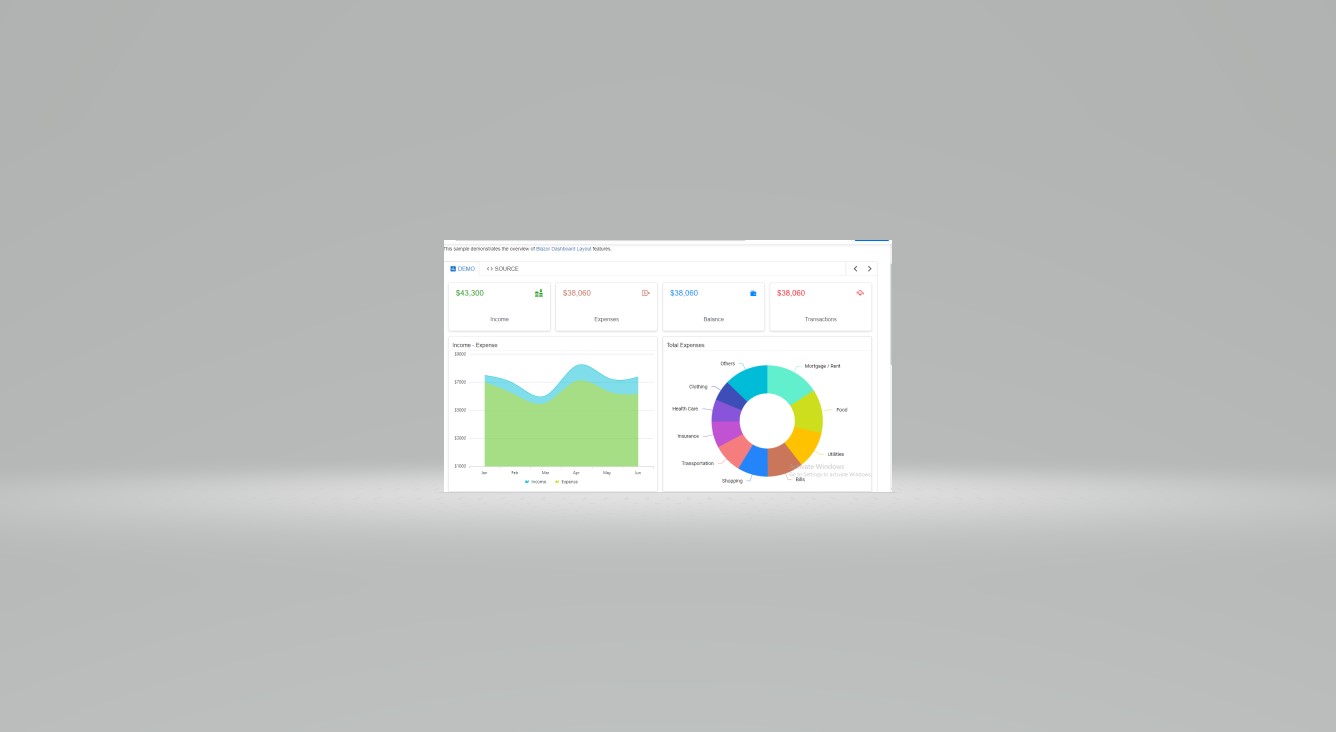 This sample demonstrates the overview of Blazor Dashboard Layout features.
DEMO
SOURCE
$43,300
Income
$38,060
Expenses
$38,060
Balance
$38,060
Transactions
Income - Expense
$9000
$7000
$5000
$3000
$1000
Jan Feb Mar Apr May Jun
Income Expense
Total Expenses
Others
Mortgage / Rent
Clothing
Health Care
Food
Insurance
Utilities
Transportation
Shopping
Bills
Windows
Go to Settings to activate Windows.